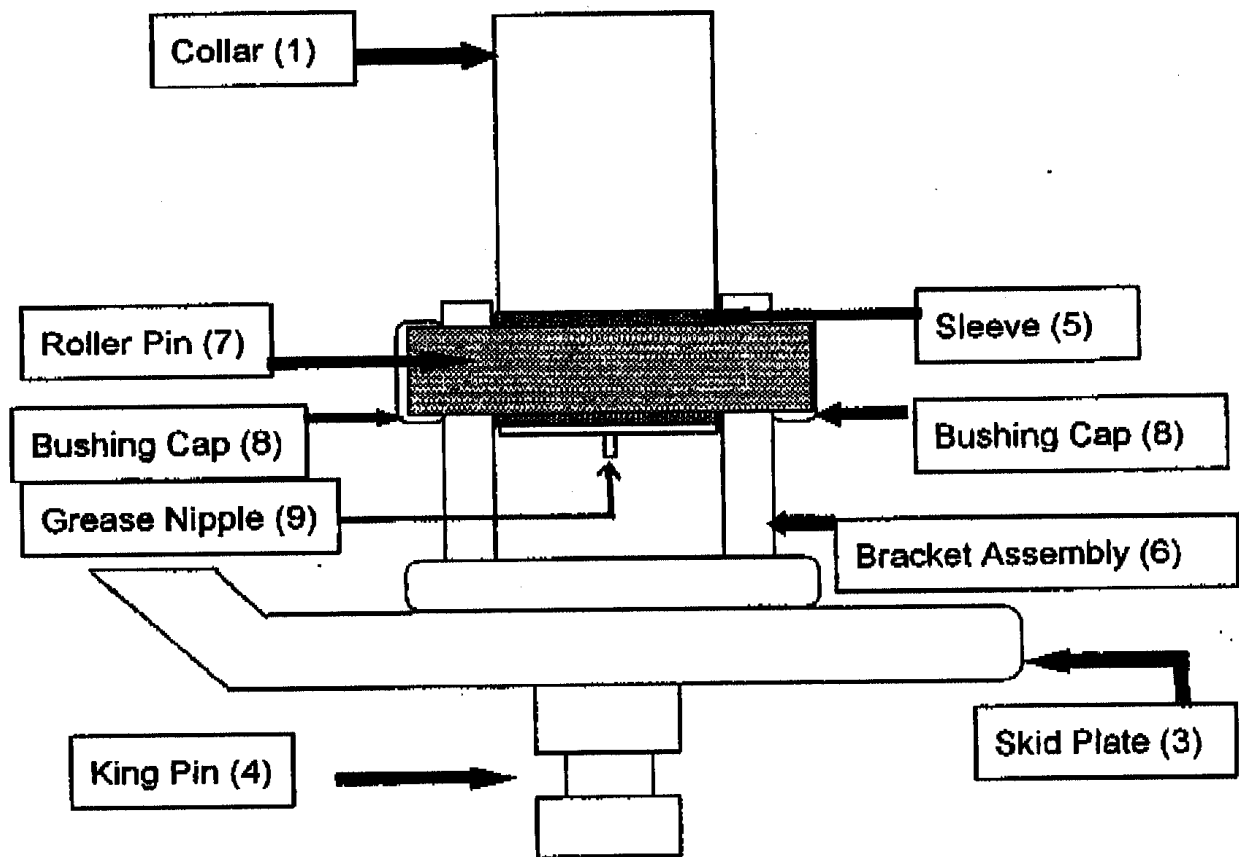 Collar (1)
Roller Pin (7)
Sleeve (5)
Bushing Cap (8)
Bushing Cap (8)
Grease Nipple (9)
Bracket Assembly (6)
Skid Plate (3)
King Pin (4)